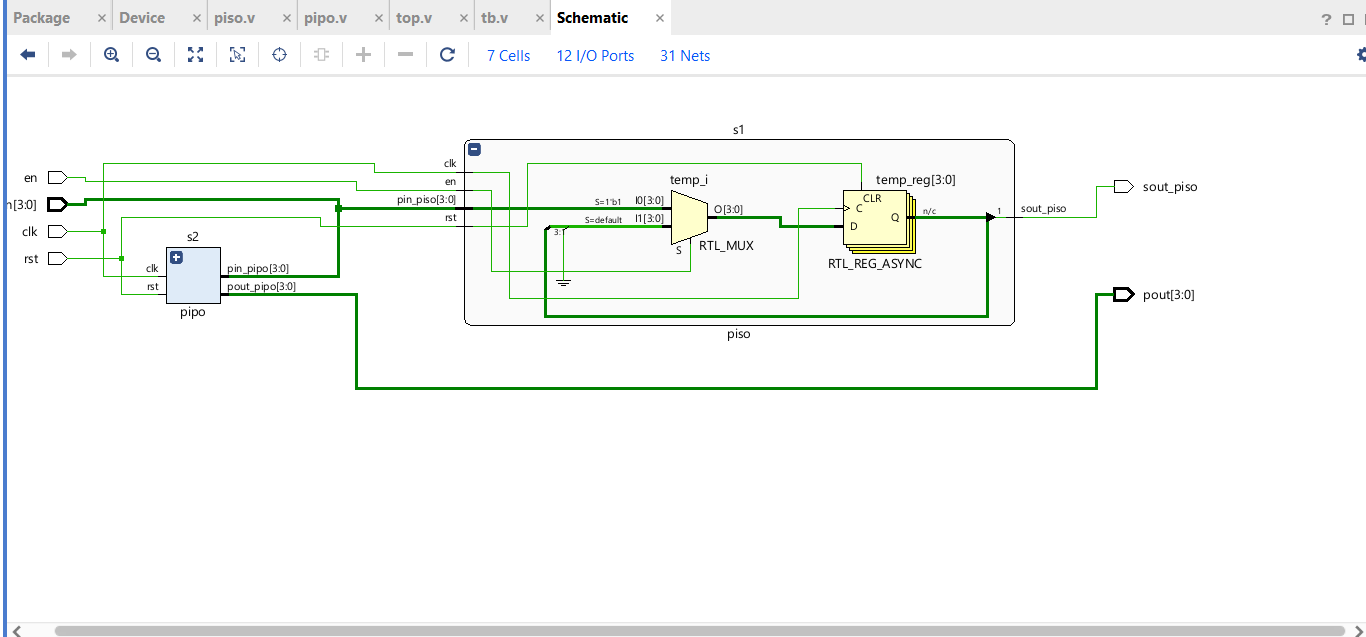 Package × Device × piso.v × pipo.v × top.v × tb.v × Schematic × ?
7 Cells 12 I/O Ports 31 Nets
s1
clk
en
pin_piso[3:0]
rst
temp_i
S=1'b1 I0[3:0]
S=default I1[3:0]
O[3:0]
S
RTL_MUX
3:1
temp_reg[3:0]
CLR
C
Q
D
n/c
RTL_REG_ASYNC
1
sout_piso
piso
en
[3:0]
clk
rst
s2
clk pin_pipo[3:0]
rst pout_pipo[3:0]
pipo
sout_piso
pout[3:0]